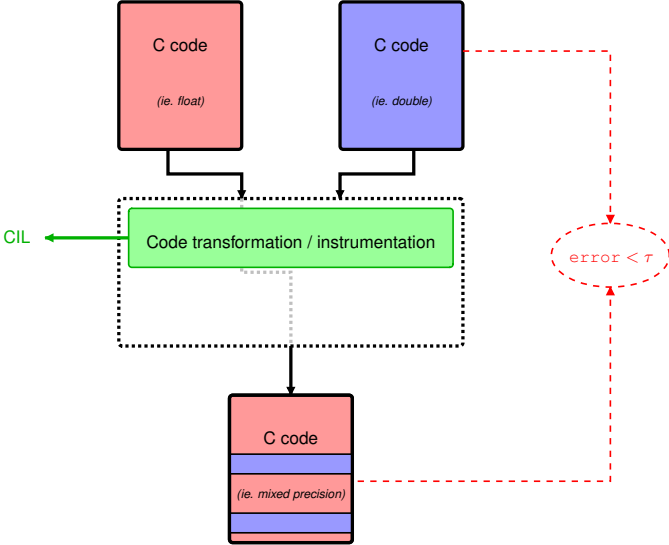 C code
(ie. float)
C code
(ie. double)
CIL
Code transformation / instrumentation
error < τ
C code
(ie. mixed precision)